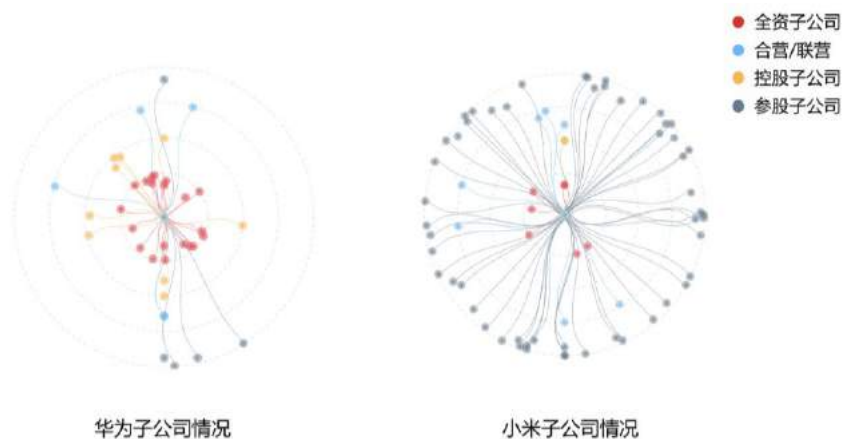 全资子公司
合营/联营
控股子公司
参股子公司
华为子公司情况
小米子公司情况